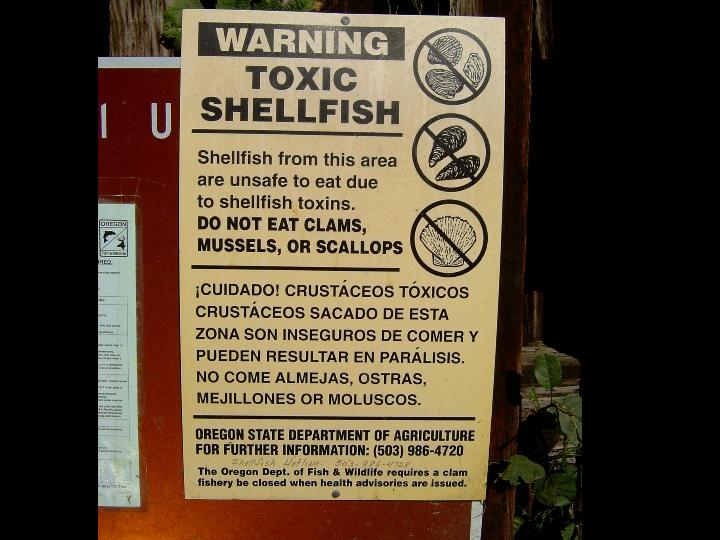 WARNING
TOXIC
SHELLFISH
Shellfish from this area
are unsafe to eat due
to shellfish toxins.
DO NOT EAT CLAMS,
MUSSELS, OR SCALLOPS
¡CUIDADO! CRUSTÁCEOS TÓXICOS
CRUSTÁCEOS SACADO DE ESTA
ZONA SON INSEGUROS DE COMER Y
PUEDEN RESULTAR EN PARÁLISIS.
NO COME ALMEJAS, OSTRAS,
MEJILLONES OR MOLUSCOS.
OREGON STATE DEPARTMENT OF AGRICULTURE
FOR FURTHER INFORMATION: (503) 986-4720
Shellfish Hotline: 503-986-4728
The Oregon Dept. of Fish & Wildlife requires a clam
fishery be closed when health advisories are issued.
U
OREGON
Fish & Wildlife